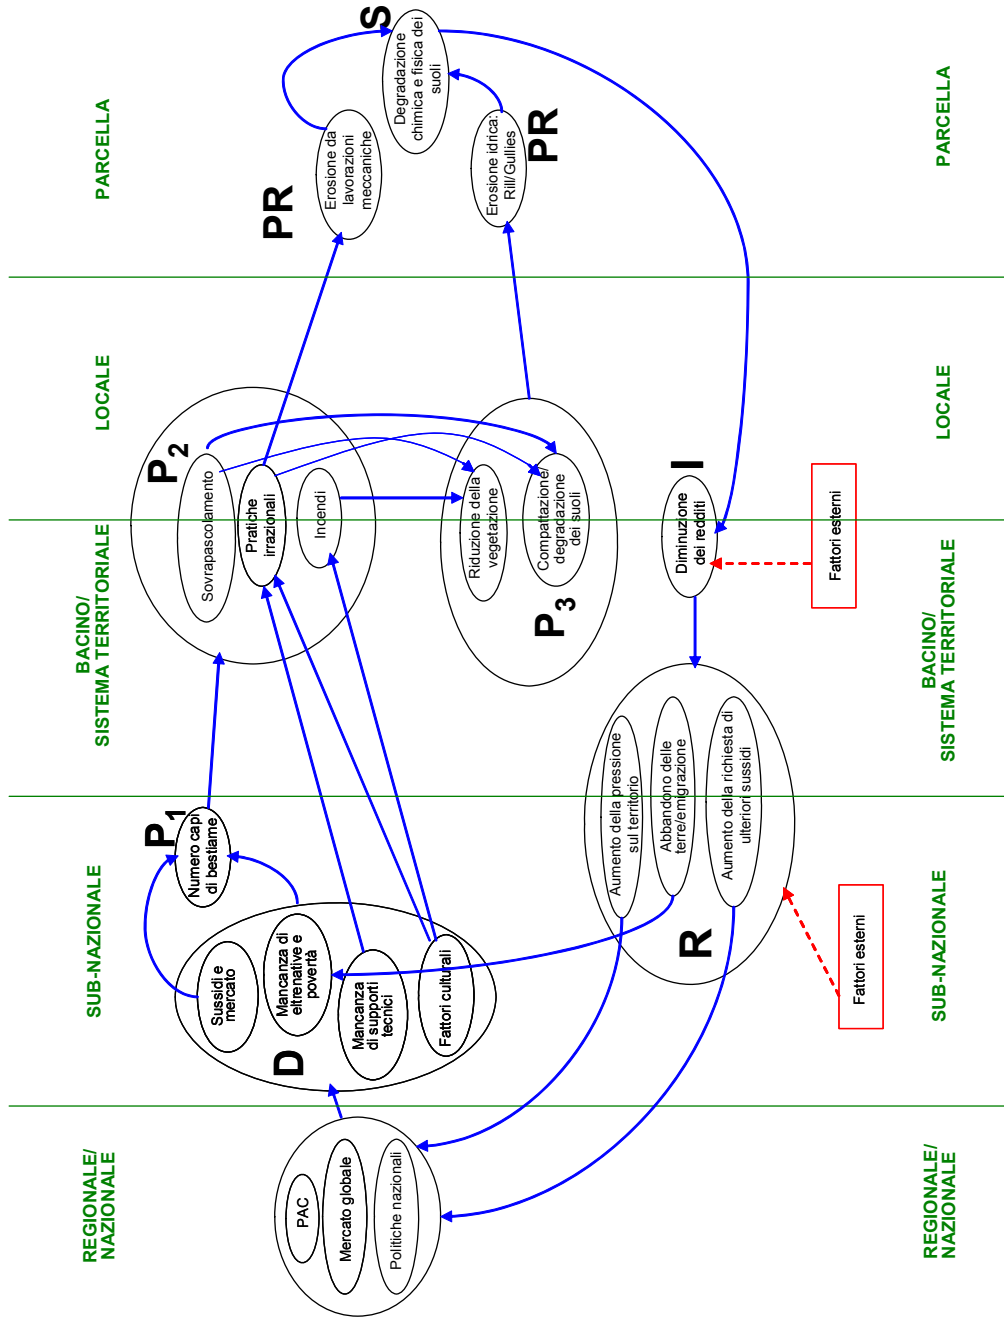 REGIONALE/
NAZIONALE
SUB-NAZIONALE
BACINO/
SISTEMA TERRITORIALE
LOCALE
PARCELLA
PAC
Mercato globale
Politiche nazionali
D
Sussidi e
mercato
Mancanza di
eltrenative e
povertà
Mancanza
di supporti
tecnici
Fattori culturali
P1
Numero capi
di bestiame
P2
Sovrapascolamento
Pratiche
irrazionali
Incendi
P3
Riduzione della
vegetazione
Compattazione/
degradazione
dei suoli
PR
Erosione da
lavorazioni
meccaniche
PR
Erosione idrica:
Rill/Gullies
S
Degradazione
chimica e fisica dei
suoli
I
Diminuzione
dei redditi
Fattori esterni
R
Aumento della pressione
sul territorio
Abbandono delle
terre/emigrazione
Aumento della richiesta di
ulteriori sussidi
Fattori esterni
REGIONALE/
NAZIONALE
SUB-NAZIONALE
BACINO/
SISTEMA TERRITORIALE
LOCALE
PARCELLA